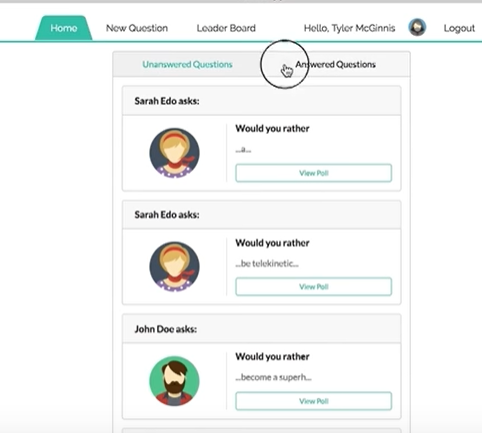 Home New Question Leader Board Hello, Tyler McGinnis Logout
Unanswered Questions Answered Questions
Sarah Edo asks:
Would you rather
...a...
View Poll
Sarah Edo asks:
Would you rather
...be telekinetic...
View Poll
John Doe asks:
Would you rather
...become a superh...
View Poll